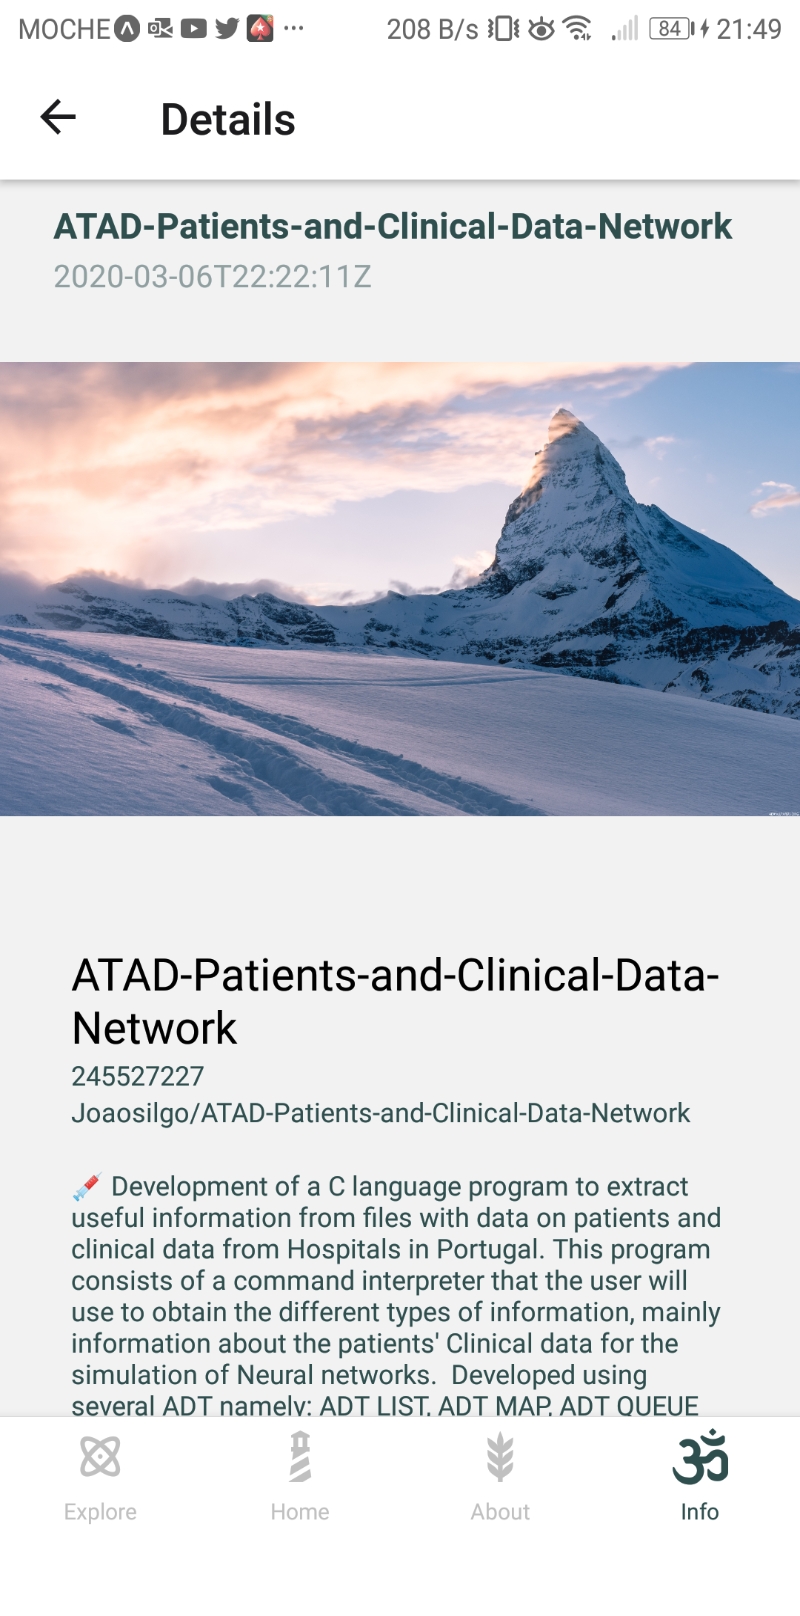 MOCHE 208 B/s 84 21:49
Details
ATAD-Patients-and-Clinical-Data-Network
2020-03-06T22:22:11Z
ATAD-Patients-and-Clinical-Data-
Network
245527227
Joaosilgo/ATAD-Patients-and-Clinical-Data-Network
💉 Development of a C language program to extract
useful information from files with data on patients and
clinical data from Hospitals in Portugal. This program
consists of a command interpreter that the user will
use to obtain the different types of information, mainly
information about the patients' Clinical data for the
simulation of Neural networks.  Developed using
several ADT namely: ADT LIST, ADT MAP, ADT QUEUE
Explore Home About Info